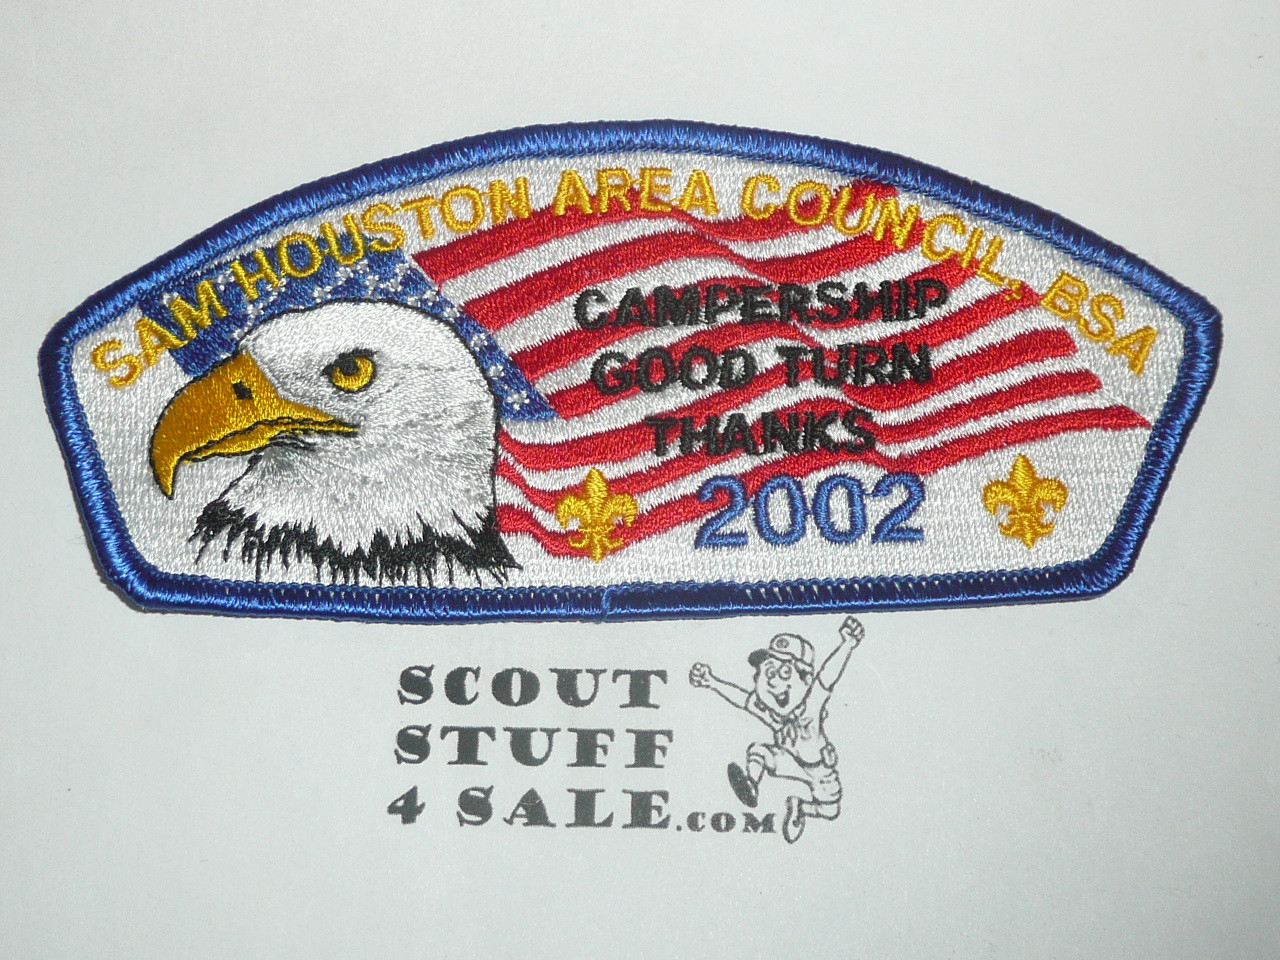 SAM HOUSTON AREA COUNCIL, BSA
CAMPERSHIP
GOOD TURN
THANKS
2002
SCOUT
STUFF
4 SALE.COM